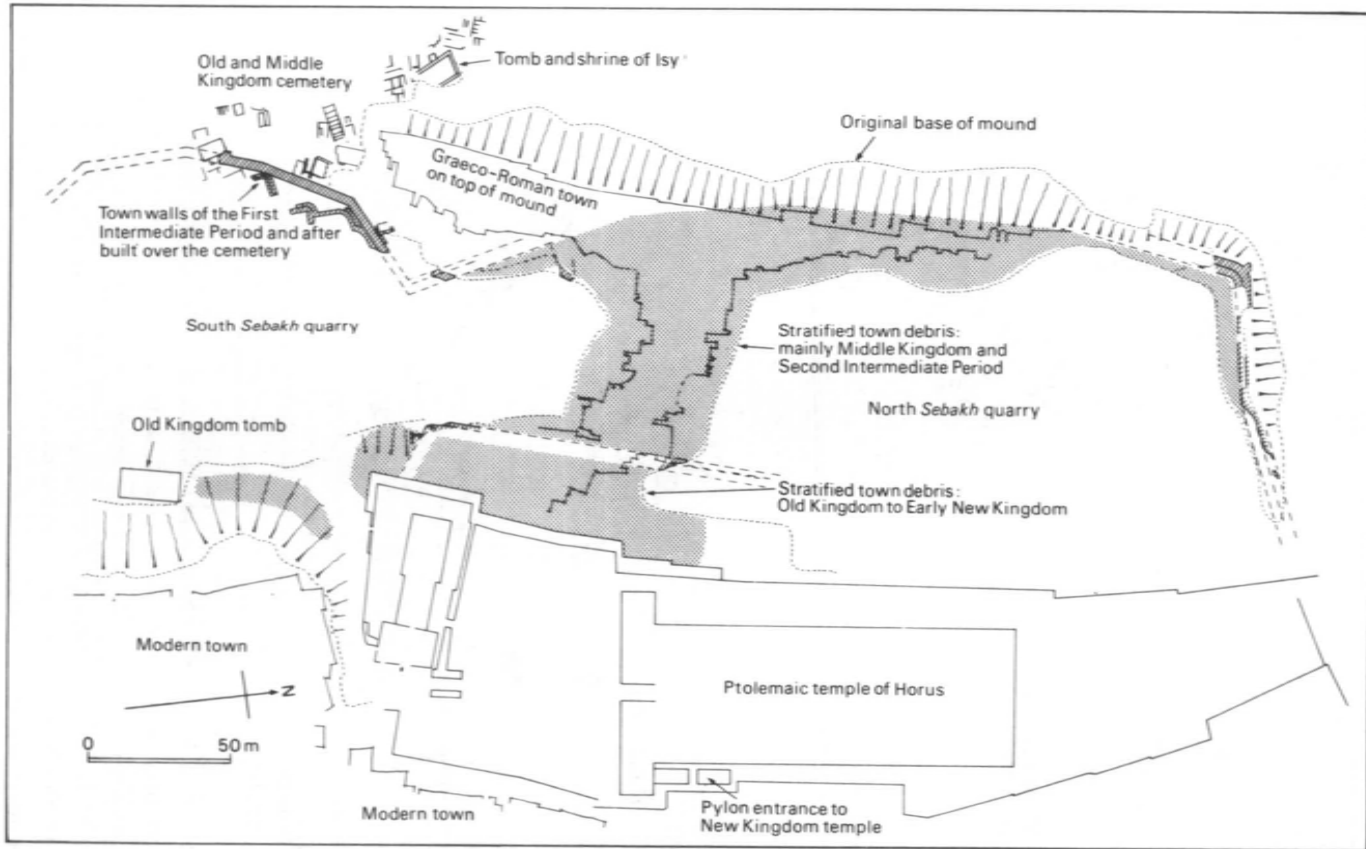 Old and Middle
Kingdom cemetery
Tomb and shrine of Isy
Original base of mound
Graeco-Roman town
on top of mound
Town walls of the First
Intermediate Period and after
built over the cemetery
South Sebakh quarry
Stratified town debris:
mainly Middle Kingdom and
Second Intermediate Period
North Sebakh quarry
Old Kingdom tomb
Stratified town debris:
Old Kingdom to Early New Kingdom
Modern town
N
Ptolemaic temple of Horus
0 50 m
Modern town
Pylon entrance to
New Kingdom temple